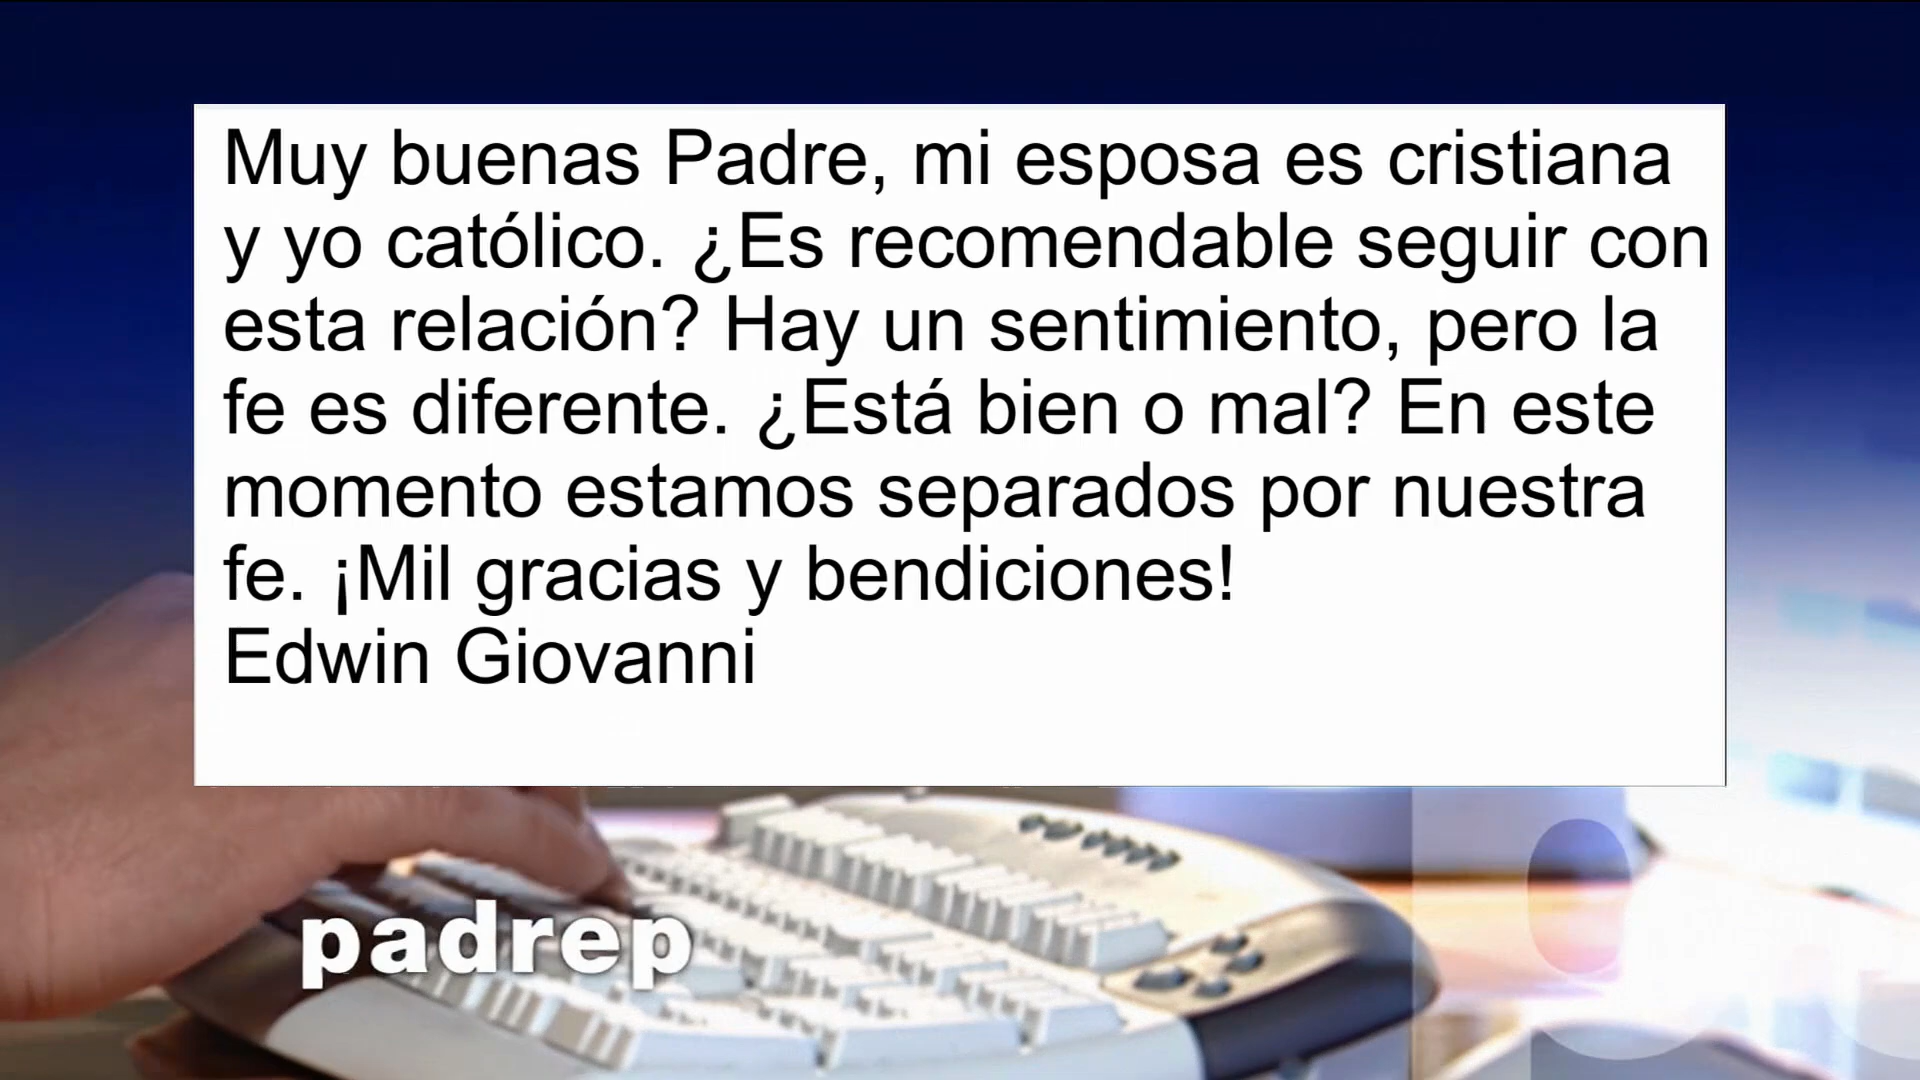 Muy buenas Padre, mi esposa es cristiana
y yo católico. ¿Es recomendable seguir con
esta relación? Hay un sentimiento, pero la
fe es diferente. ¿Está bien o mal? En este
momento estamos separados por nuestra
fe. ¡Mil gracias y bendiciones!
Edwin Giovanni
padrep